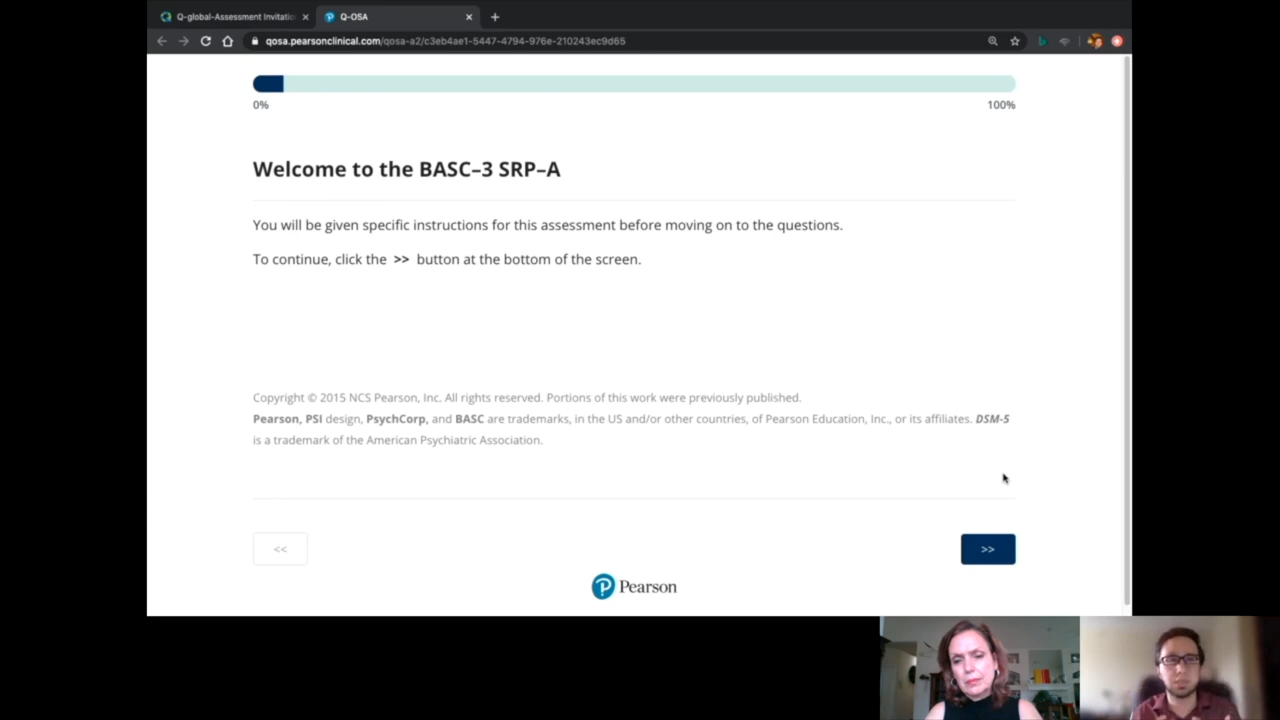 Q-global-Assessment Invitatio
Q-OSA
qosa.pearsonclinical.com/qosa-a2/c3eb4ae1-5447-4794-976e-210243ec9d65
0%
100%
Welcome to the BASC–3 SRP–A
You will be given specific instructions for this assessment before moving on to the questions.
To continue, click the >> button at the bottom of the screen.
Copyright © 2015 NCS Pearson, Inc. All rights reserved. Portions of this work were previously published.
Pearson, PSI design, PsychCorp, and BASC are trademarks, in the US and/or other countries, of Pearson Education, Inc., or its affiliates. DSM-5
is a trademark of the American Psychiatric Association.
<<
>>
Pearson